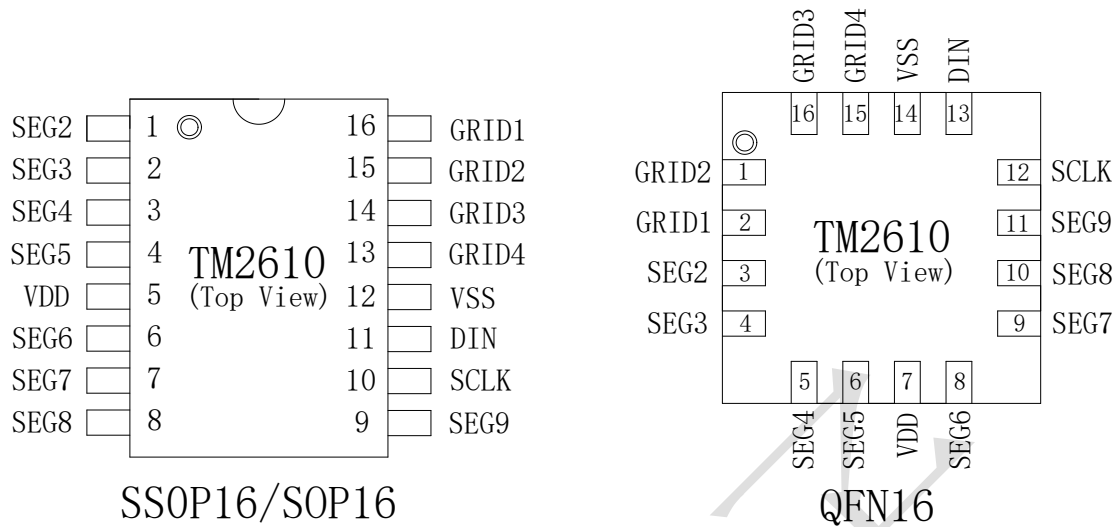 SEG2 1 16 GRID1
SEG3 2 15 GRID2
SEG4 3 14 GRID3
SEG5 4 13 GRID4
VDD 5 12 VSS
SEG6 6 11 DIN
SEG7 7 10 SCLK
SEG8 8 9 SEG9
TM2610
(Top View)
SSOP16/SOP16
GRID3 GRID4 VSS DIN
16 15 14 13
GRID2 1 12 SCLK
GRID1 2 11 SEG9
SEG2 3 10 SEG8
SEG3 4 9 SEG7
TM2610
(Top View)
5 6 7 8
SEG4 SEG5 VDD SEG6
QFN16